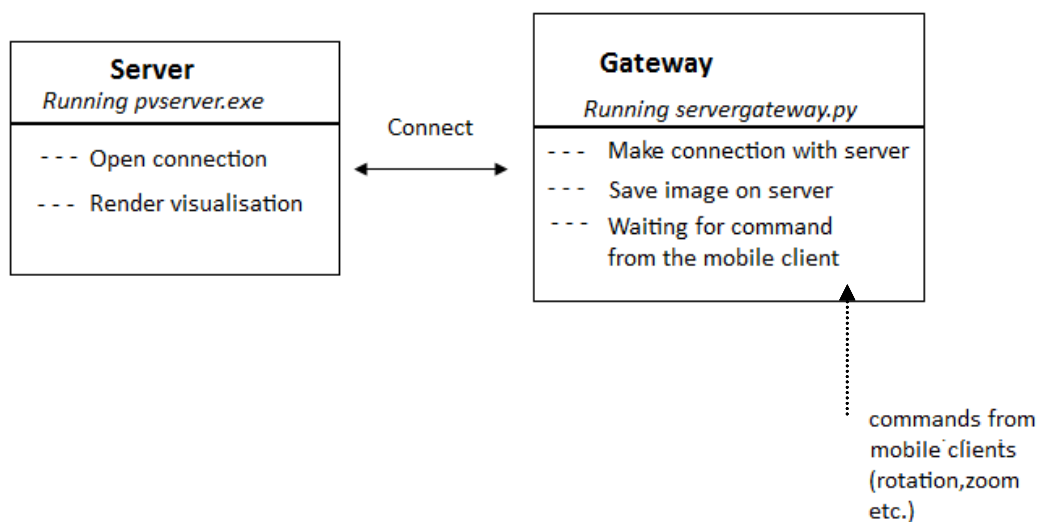 Server
Running pvserver.exe
--- Open connection
--- Render visualisation
Connect
Gateway
Running servergateway.py
--- Make connection with server
--- Save image on server
--- Waiting for command
from the mobile client
commands from
mobile clients
(rotation,zoom
etc.)